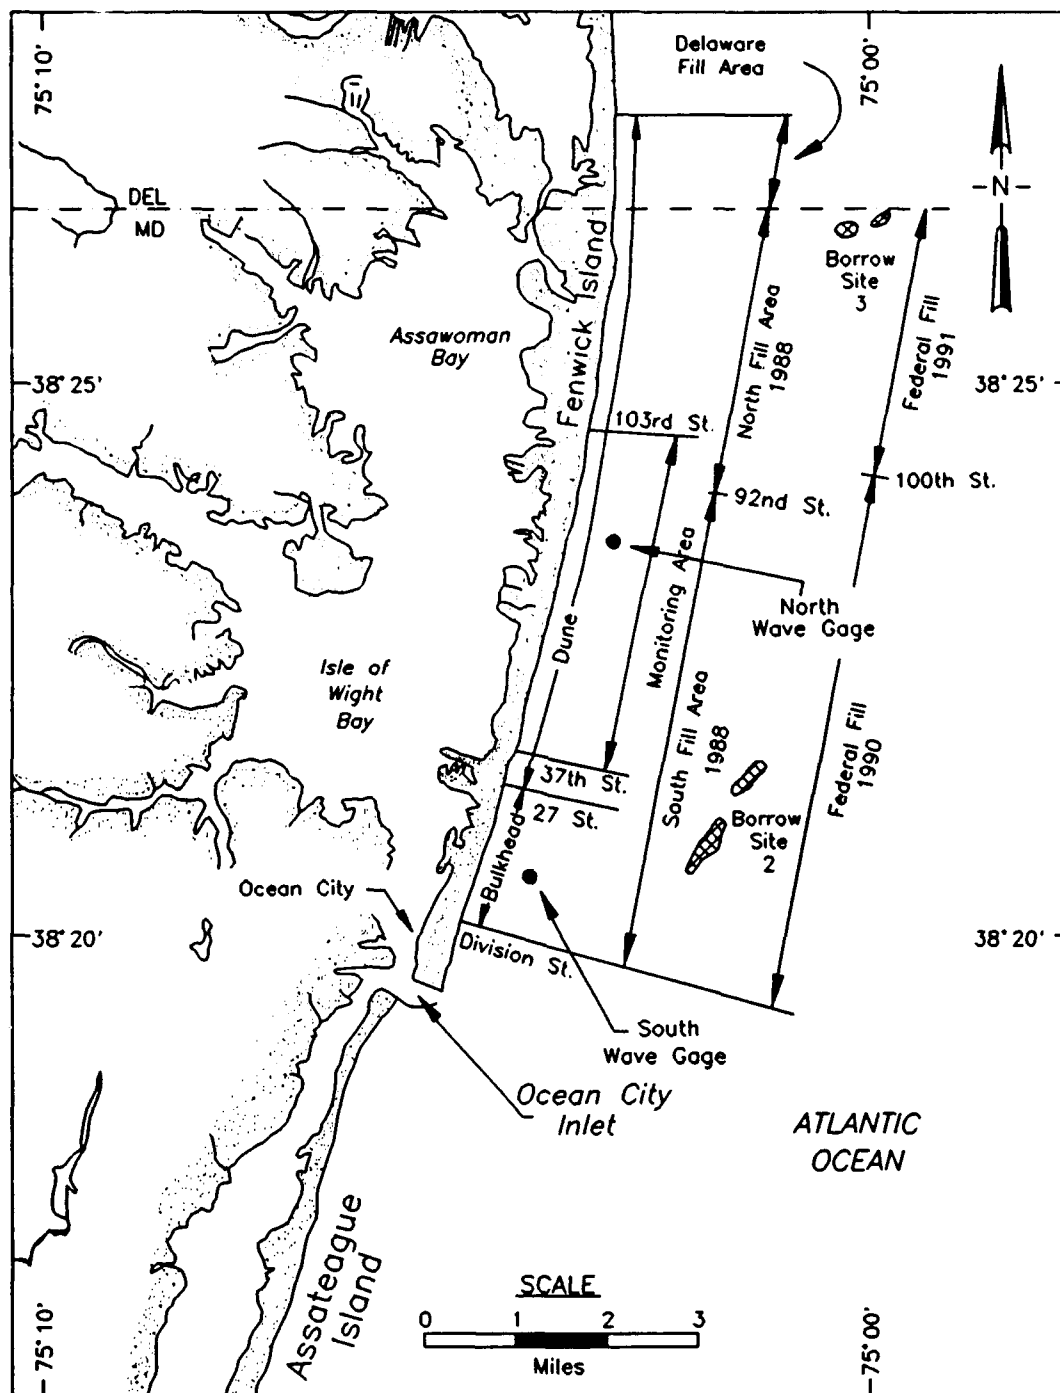 75°10'
Delaware
Fill Area
75°00'
N
DEL
MD
Borrow
Site
3
Fenwick Island
Assawoman
Bay
North Fill Area
1988
Federal Fill
1991
38°25'
38°25'
103rd St.
92nd St.
100th St.
Monitoring Area
North
Wave Gage
Dune
Isle of
Wight
Bay
South Fill Area
1988
Federal Fill
1990
37th St.
27 St.
Borrow
Site
2
Bulkhead
Ocean City
38°20'
Division St.
38°20'
South
Wave Gage
Ocean City
Inlet
ATLANTIC
OCEAN
Assateague
Island
SCALE
0 1 2 3
Miles
75°10'
75°00'